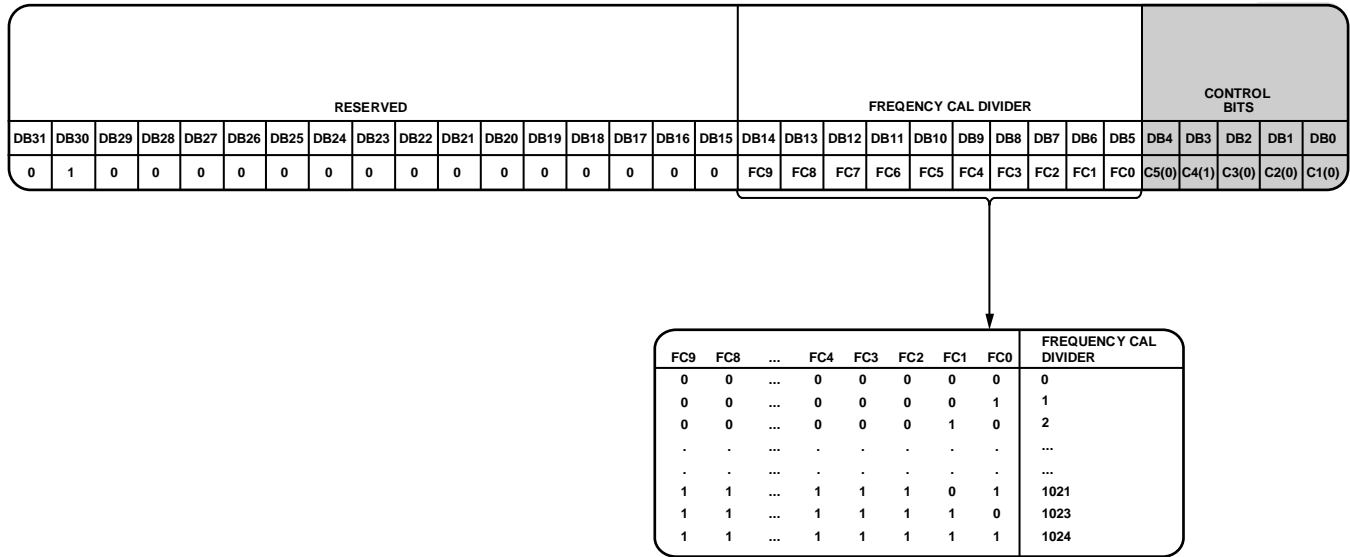 RESERVED FREQENCY CAL DIVIDER CONTROL
BITS
DB31 DB30 DB29 DB28 DB27 DB26 DB25 DB24 DB23 DB22 DB21 DB20 DB19 DB18 DB17 DB16 DB15 DB14 DB13 DB12 DB11 DB10 DB9 DB8 DB7 DB6 DB5 DB4 DB3 DB2 DB1 DB0
0 1 0 0 0 0 0 0 0 0 0 0 0 0 0 0 0 FC9 FC8 FC7 FC6 FC5 FC4 FC3 FC2 FC1 FC0 C5(0) C4(1) C3(0) C2(0) C1(0)
FREQUENCY CAL
FC9 FC8 ... FC4 FC3 FC2 FC1 FC0 DIVIDER
0 0 ... 0 0 0 0 0 0
0 0 ... 0 0 0 0 1 1
0 0 ... 0 0 0 1 0 2
. . ... . . . . . ...
. . ... . . . . . ...
1 1 ... 1 1 1 0 1 1021
1 1 ... 1 1 1 1 0 1023
1 1 ... 1 1 1 1 1 1024